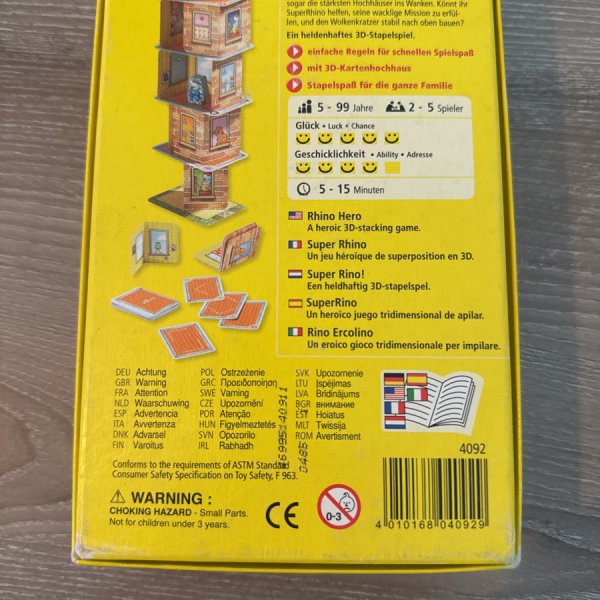 sogar die stärksten Hochhäuser ins Wanken. Könnt ihr
SuperRhino helfen, seine wacklige Mission zu erfül-
len, und den Wolkenkratzer stabil nach oben bauen?
Ein heldenhaftes 3D-Stapelspiel.
einfache Regeln für schnellen Spielspaß
mit 3D-Kartenhochhaus
Stapelspaß für die ganze Familie
5 - 99 Jahre 2 - 5 Spieler
Glück • Luck • Chance
Geschicklichkeit • Ability • Adresse
5 - 15 Minuten
Rhino Hero
A heroic 3D-stacking game.
Super Rhino
Un jeu héroïque de superposition en 3D.
Super Rino!
Een heldhaftig 3D-stapelspel.
SuperRino
Un heroico juego tridimensional de apilar.
Rino Ercolino
Un eroico gioco tridimensionale per impilare.
DEU Achtung
GBR Warning
FRA Attention
NLD Waarschuwing
ESP Advertencia
ITA Avvertenza
DNK Advarsel
FIN Varoitus
POL Ostrzeżenie
GRC Προειδοποίηση
SWE Varning
CZE Upozornění
POR Atenção
HUN Figyelmeztetés
SVN Opozorilo
IRL Rabhadh
SVK Upozornenie
LTU Įspėjimas
LVA Brīdinājums
BGR внимание
EST Hoiatus
MLT Twissija
ROM Avertisment
Conforms to the requirements of ASTM Standard
Consumer Safety Specification on Toy Safety, F 963.
WARNING :
CHOKING HAZARD - Small Parts.
Not for children under 3 years.
CE
0-3
4092
4 010168 040929